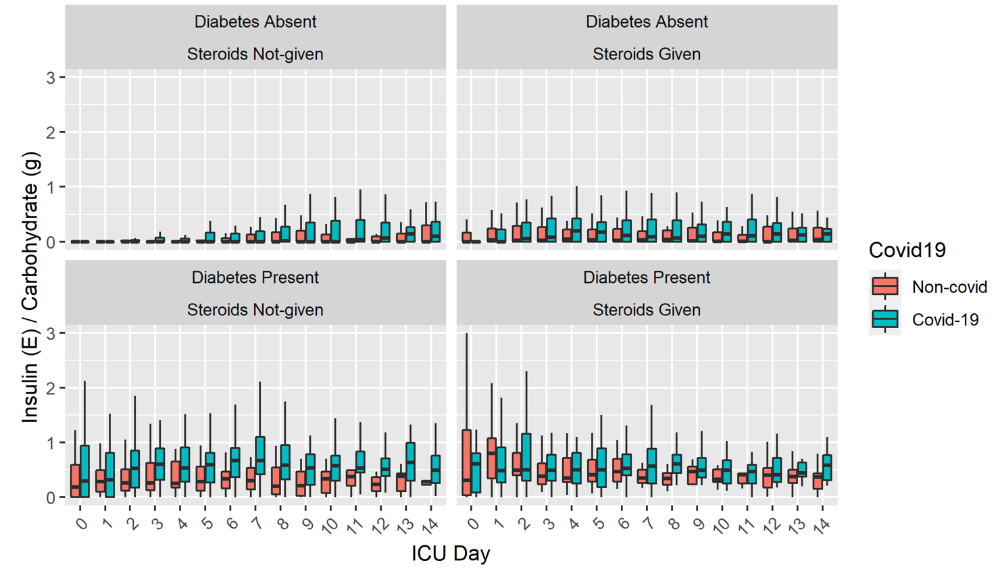 Diabetes Absent
Steroids Not-given
Diabetes Absent
Steroids Given
3
2
1
0
Diabetes Present
Steroids Not-given
Diabetes Present
Steroids Given
3
2
1
0
0 1 2 3 4 5 6 7 8 9 10 11 12 13 14
0 1 2 3 4 5 6 7 8 9 10 11 12 13 14
ICU Day
Insulin (E) / Carbohydrate (g)
Covid19
Non-covid
Covid-19